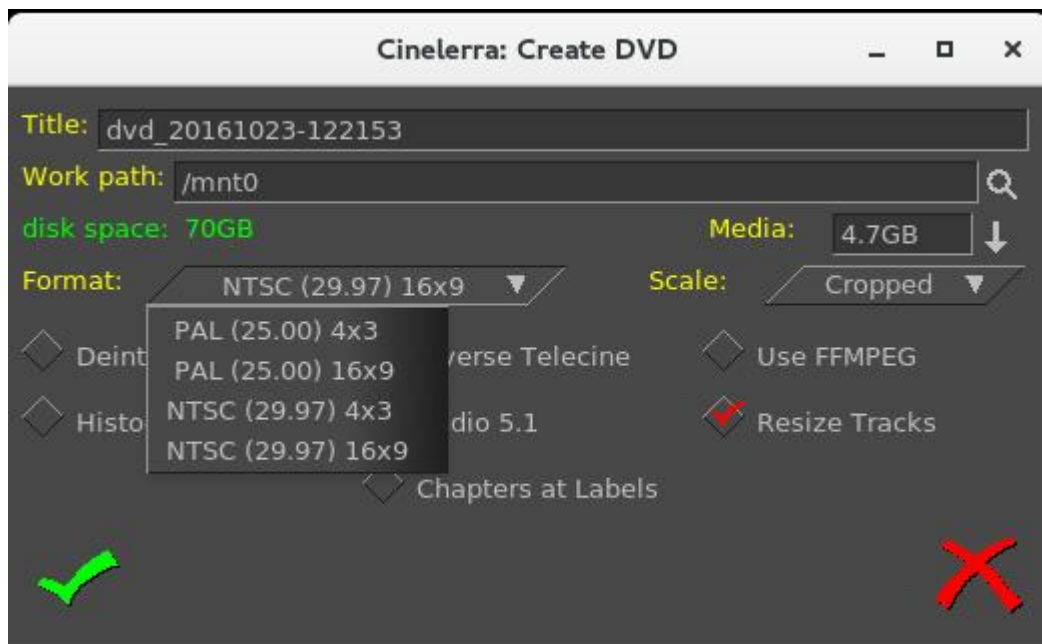 Cinelerra: Create DVD
Title: dvd_20161023-122153
Work path: /mnt0
disk space: 70GB Media: 4.7GB
Format: NTSC (29.97) 16x9 Scale: Cropped
PAL (25.00) 4x3
PAL (25.00) 16x9
NTSC (29.97) 4x3
NTSC (29.97) 16x9
Deint verse Telecine Use FFMPEG
Histo dio 5.1 Resize Tracks
Chapters at Labels